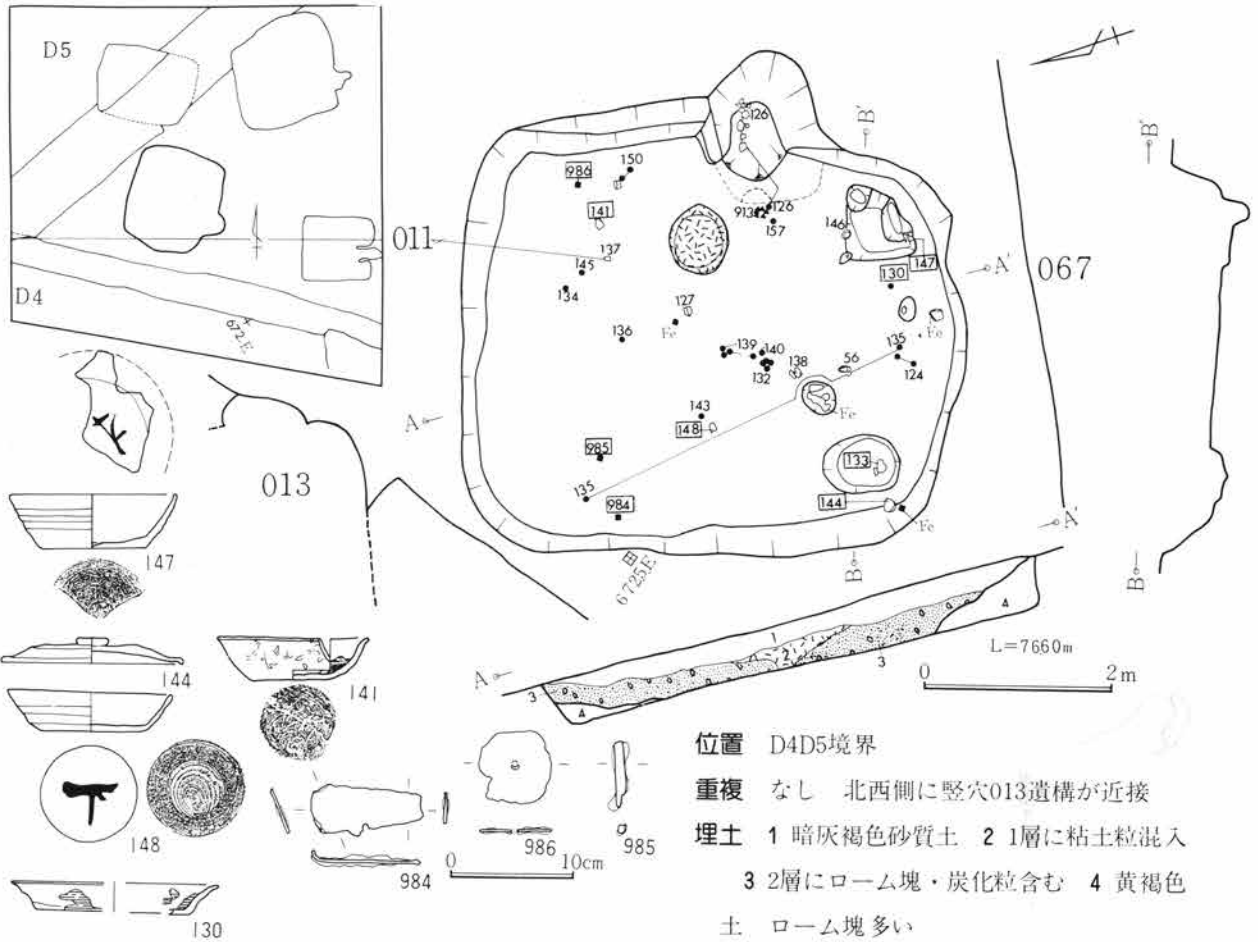 D5
D4
672E
011
013
067
986
150
141
137
145
134
136
127
Fe
126
126
157
146
147
130
Fe
135
124
139
140
132
138
56
Fe
143
148
985
135
984
133
144
Fe
6725E
A
A'
B
B'
B'
B
A
A'
1
2
3
3
L=7660m
0 2m
147
144
141
148
130
984
986
985
0 10cm
位置 D4D5境界
重複 なし 北西側に竪穴013遺構が近接
埋土 1 暗灰褐色砂質土 2 1層に粘土粒混入
3 2層にローム塊・炭化粒含む 4 黄褐色
土 ローム塊多い